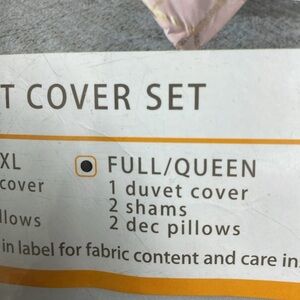 T COVER SET
XL FULL/QUEEN
cover 1 duvet cover
2 shams
llows 2 dec pillows
in label for fabric content and care in